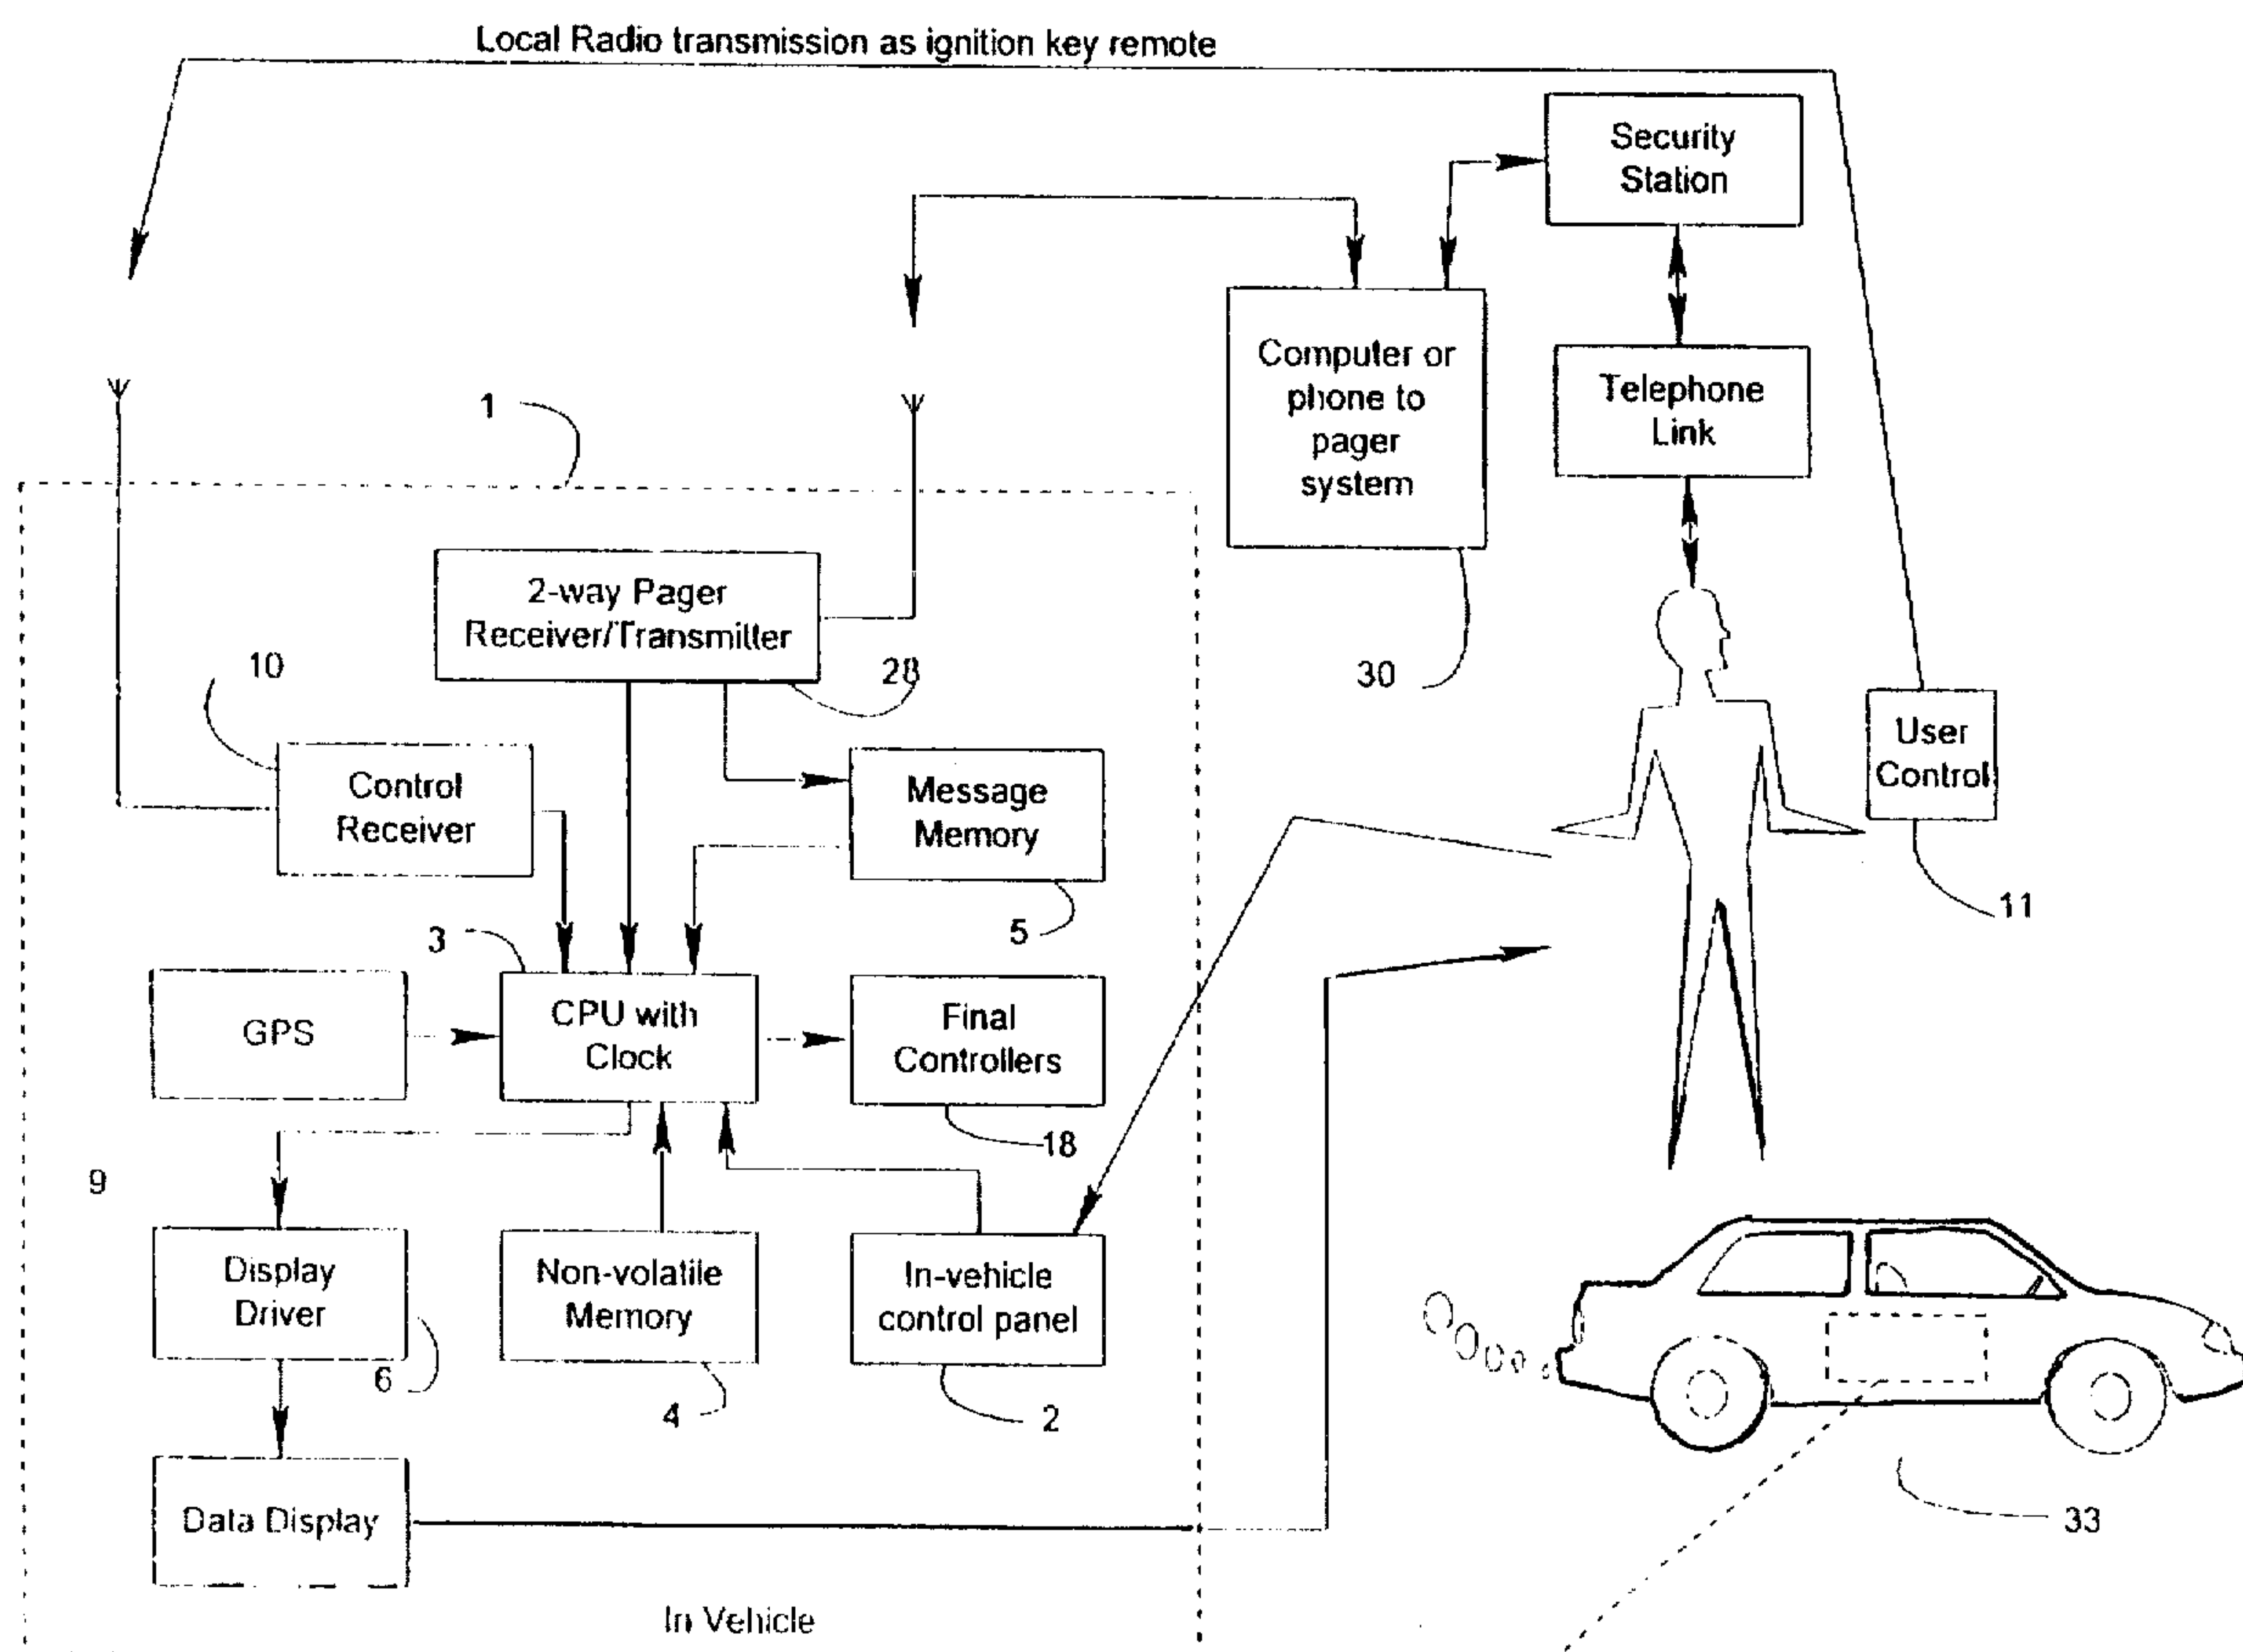 Local Radio transmission as ignition key remote
Security
Station
Computer or
phone to
pager
system
Telephone
Link
1
2-way Pager
Receiver/Transmitter
10
28
30
User
Control
Control
Receiver
Message
Memory
11
3
5
GPS
CPU with
Clock
Final
Controllers
18
9
Display
Driver
Non-volatile
Memory
In-vehicle
control panel
6
4
2
Data Display
33
In Vehicle